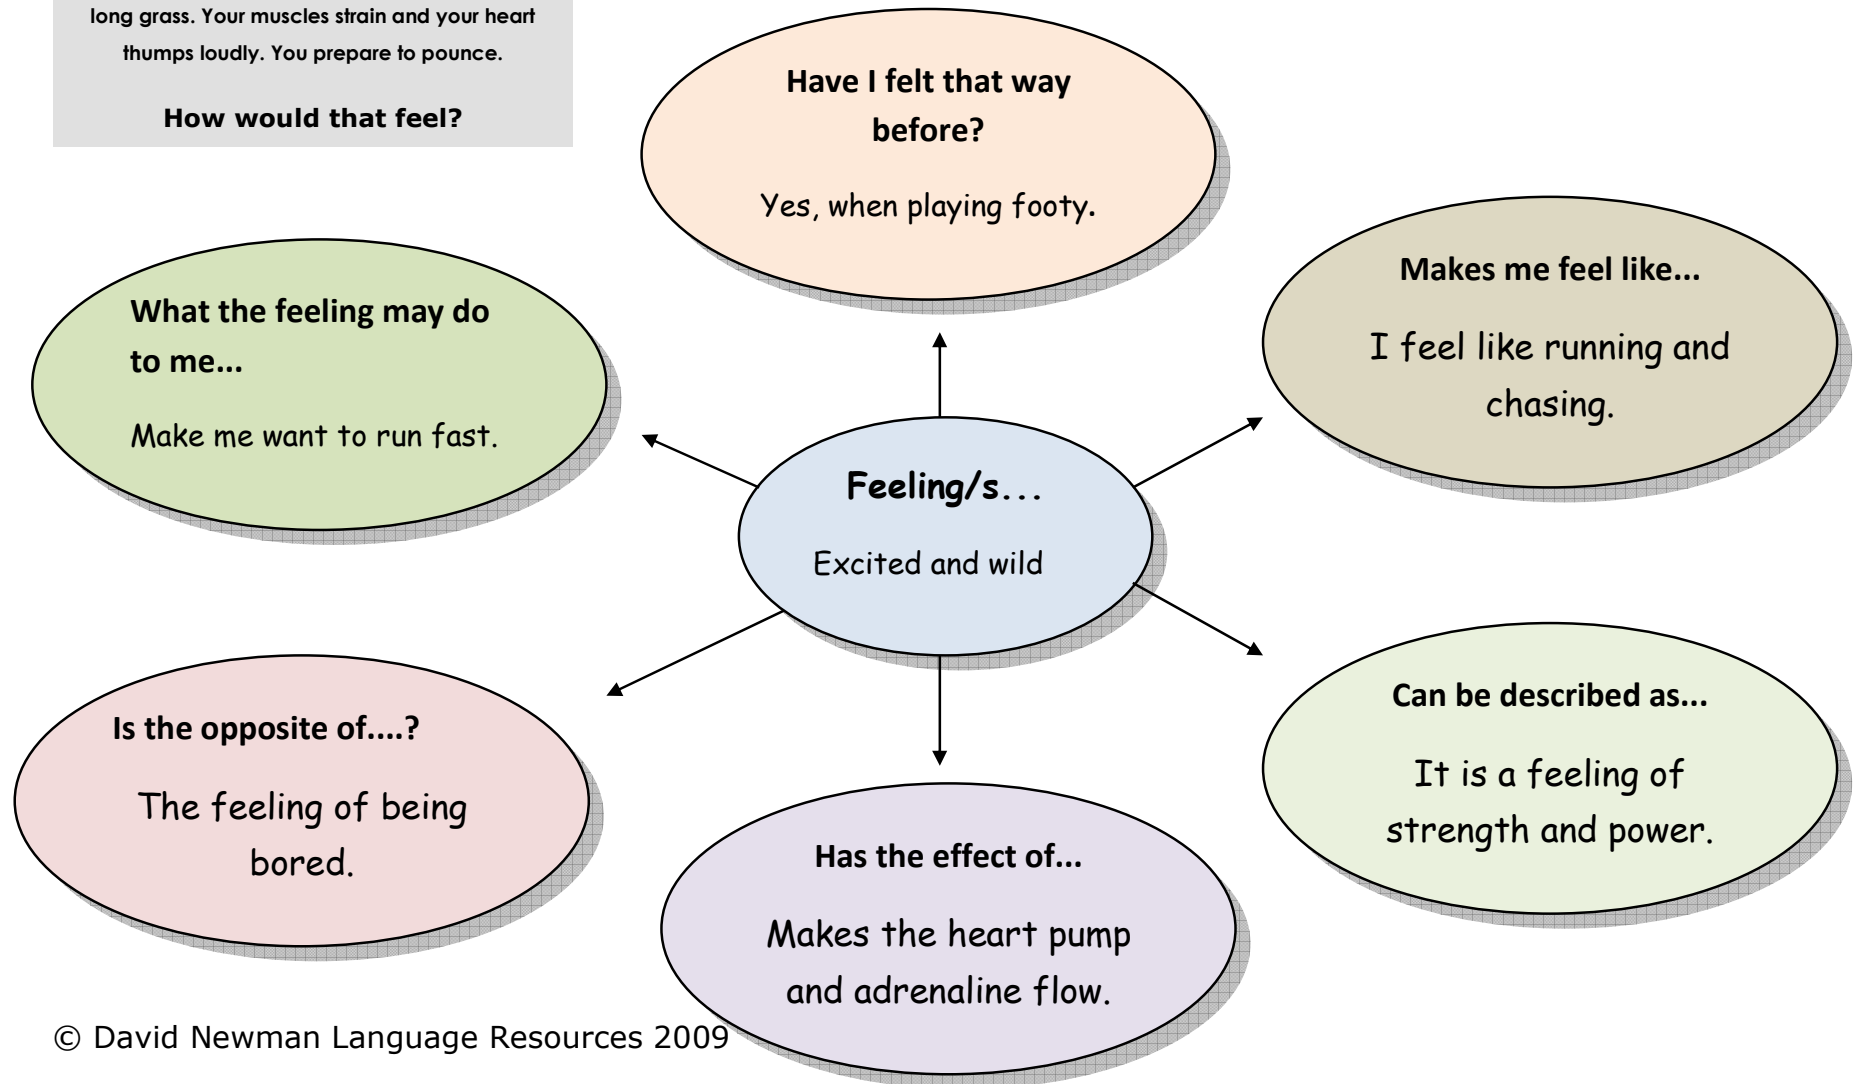 long grass. Your muscles strain and your heart
thumps loudly. You prepare to pounce.
How would that feel?
Have I felt that way
before?
Yes, when playing footy.
Makes me feel like...
I feel like running and
chasing.
What the feeling may do
to me...
Make me want to run fast.
Feeling/s...
Excited and wild
Can be described as...
It is a feeling of
strength and power.
Is the opposite of....?
The feeling of being
bored.
Has the effect of...
Makes the heart pump
and adrenaline flow.
© David Newman Language Resources 2009